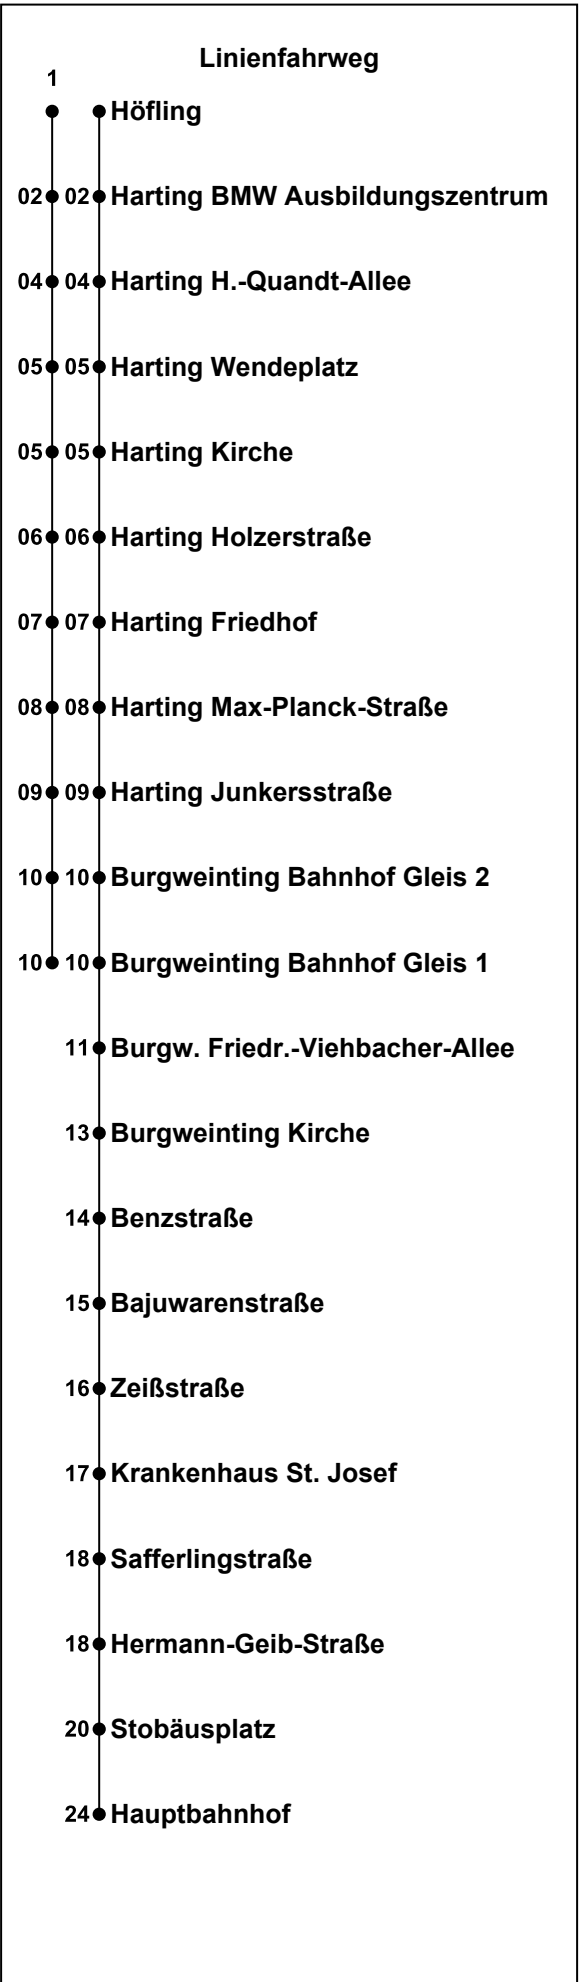 Linienfahrweg
1
Höfling
02 02 Harting BMW Ausbildungszentrum
04 04 Harting H.-Quandt-Allee
05 05 Harting Wendeplatz
05 05 Harting Kirche
06 06 Harting Holzerstraße
07 07 Harting Friedhof
08 08 Harting Max-Planck-Straße
09 09 Harting Junkersstraße
10 10 Burgweinting Bahnhof Gleis 2
10 10 Burgweinting Bahnhof Gleis 1
11 Burgw. Friedr.-Viehbacher-Allee
13 Burgweinting Kirche
14 Benzstraße
15 Bajuwarenstraße
16 Zeißstraße
17 Krankenhaus St. Josef
18 Safferlingstraße
18 Hermann-Geib-Straße
20 Stobäusplatz
24 Hauptbahnhof